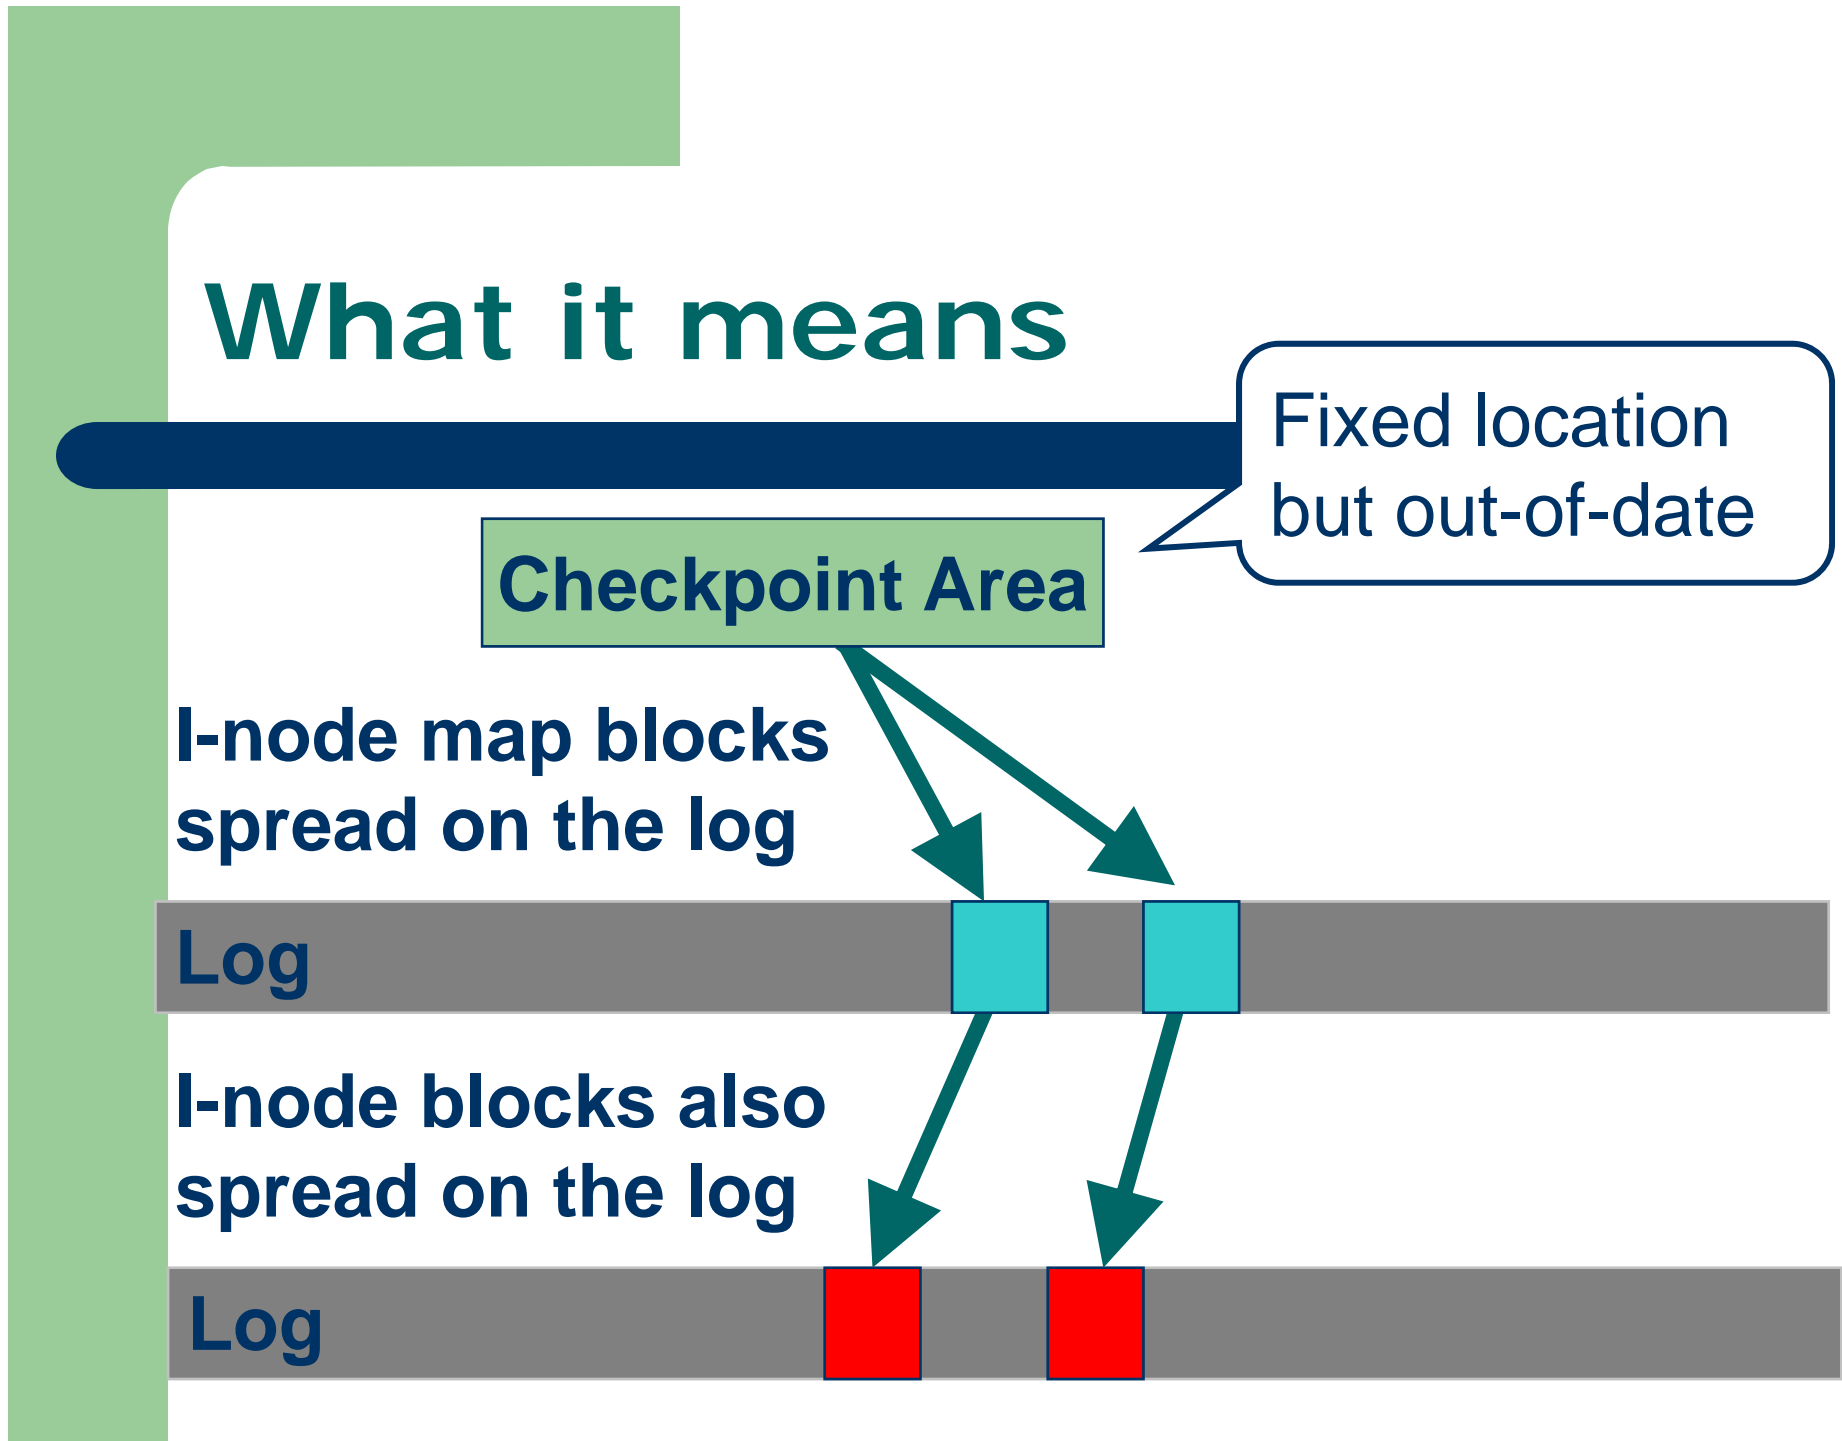 What it means
Fixed location
but out-of-date
Checkpoint Area
I-node map blocks
spread on the log
Log
I-node blocks also
spread on the log
Log